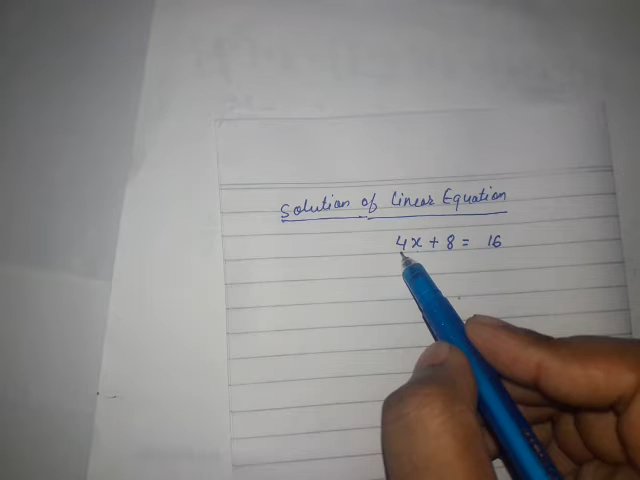 Solution of Linear Equation
4x + 8 = 16